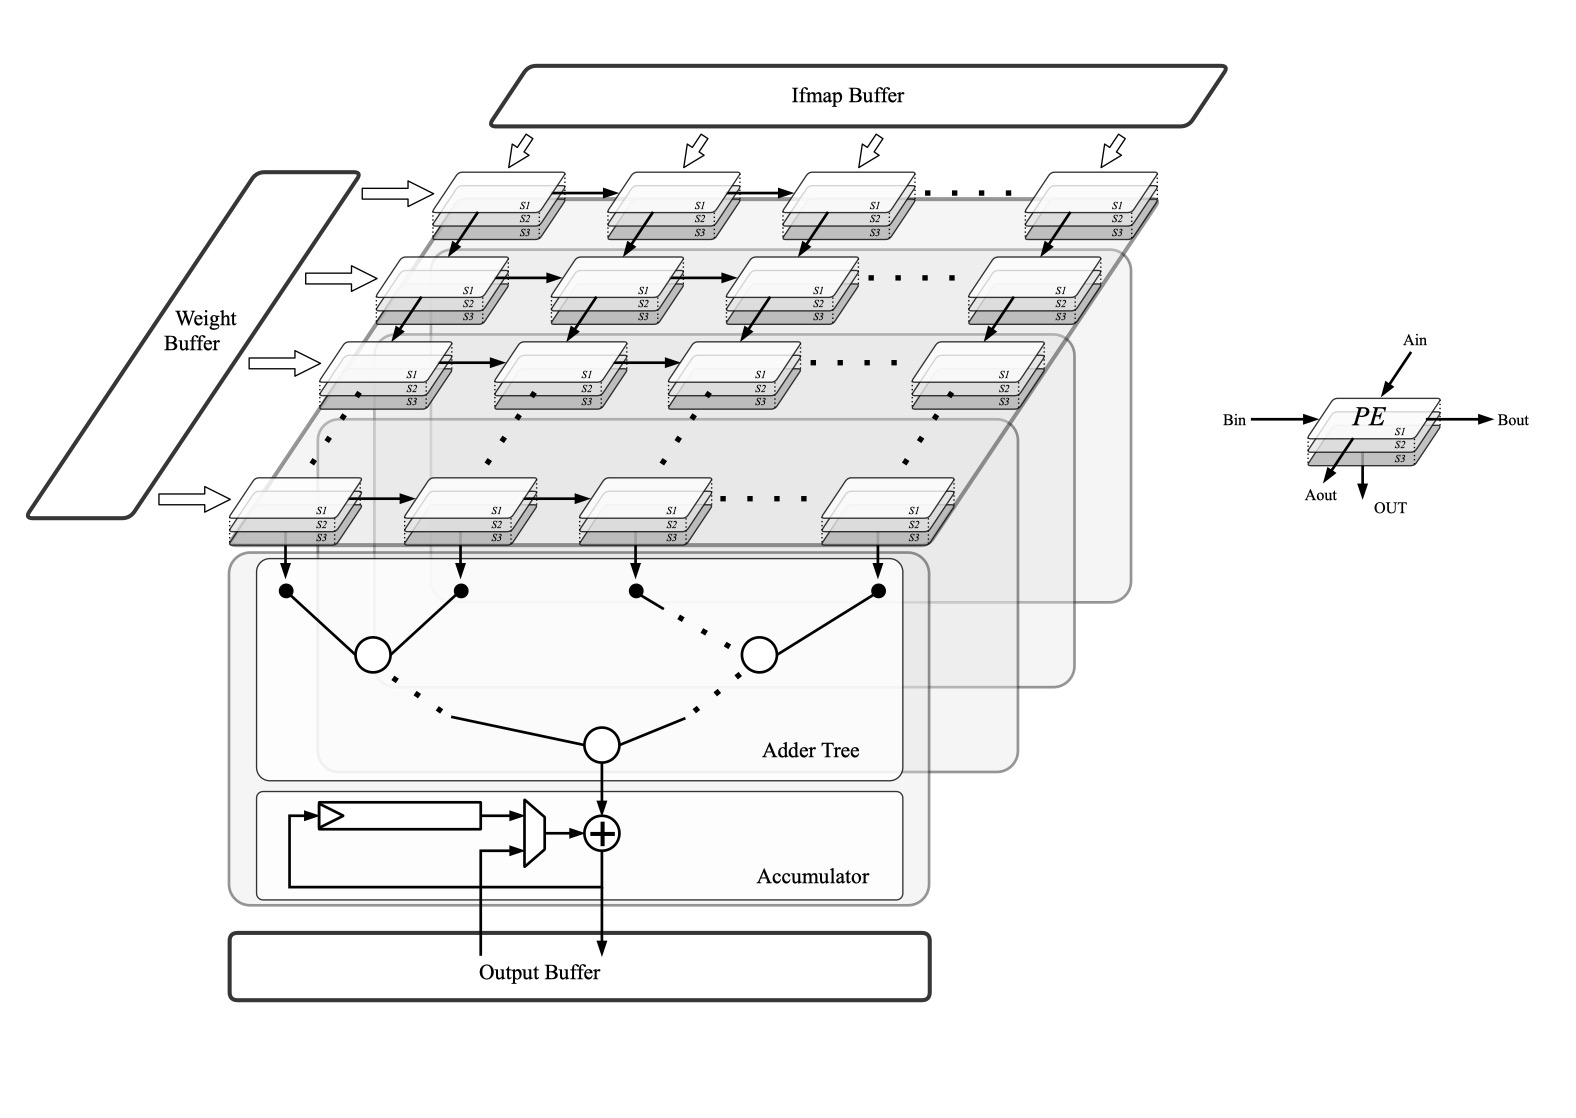 Ifmap Buffer
S1 S1 S1 S1
S2 S2 S2 S2
S3 S3 S3 S3
S1 S1 S1 S1
S2 S2 S2 S2
S3 S3 S3 S3
Weight
Buffer
S1 S1 S1 S1
S2 S2 S2 S2
S3 S3 S3 S3
S1 S1 S1 S1
S2 S2 S2 S2
S3 S3 S3 S3
Adder Tree
Accumulator
Output Buffer
Ain
Bin
PE
S1
S2
S3
Bout
Aout
OUT